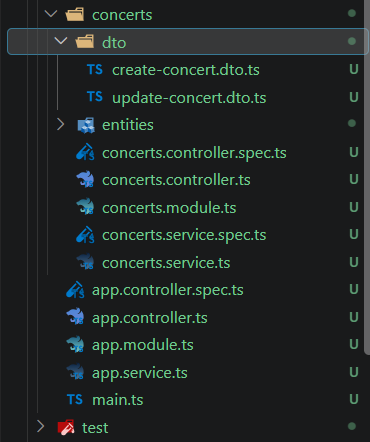 concerts
dto
TS create-concert.dto.ts U
TS update-concert.dto.ts U
entities
concerts.controller.spec.ts U
concerts.controller.ts U
concerts.module.ts U
concerts.service.spec.ts U
concerts.service.ts U
app.controller.spec.ts U
app.controller.ts U
app.module.ts U
app.service.ts U
TS main.ts U
test